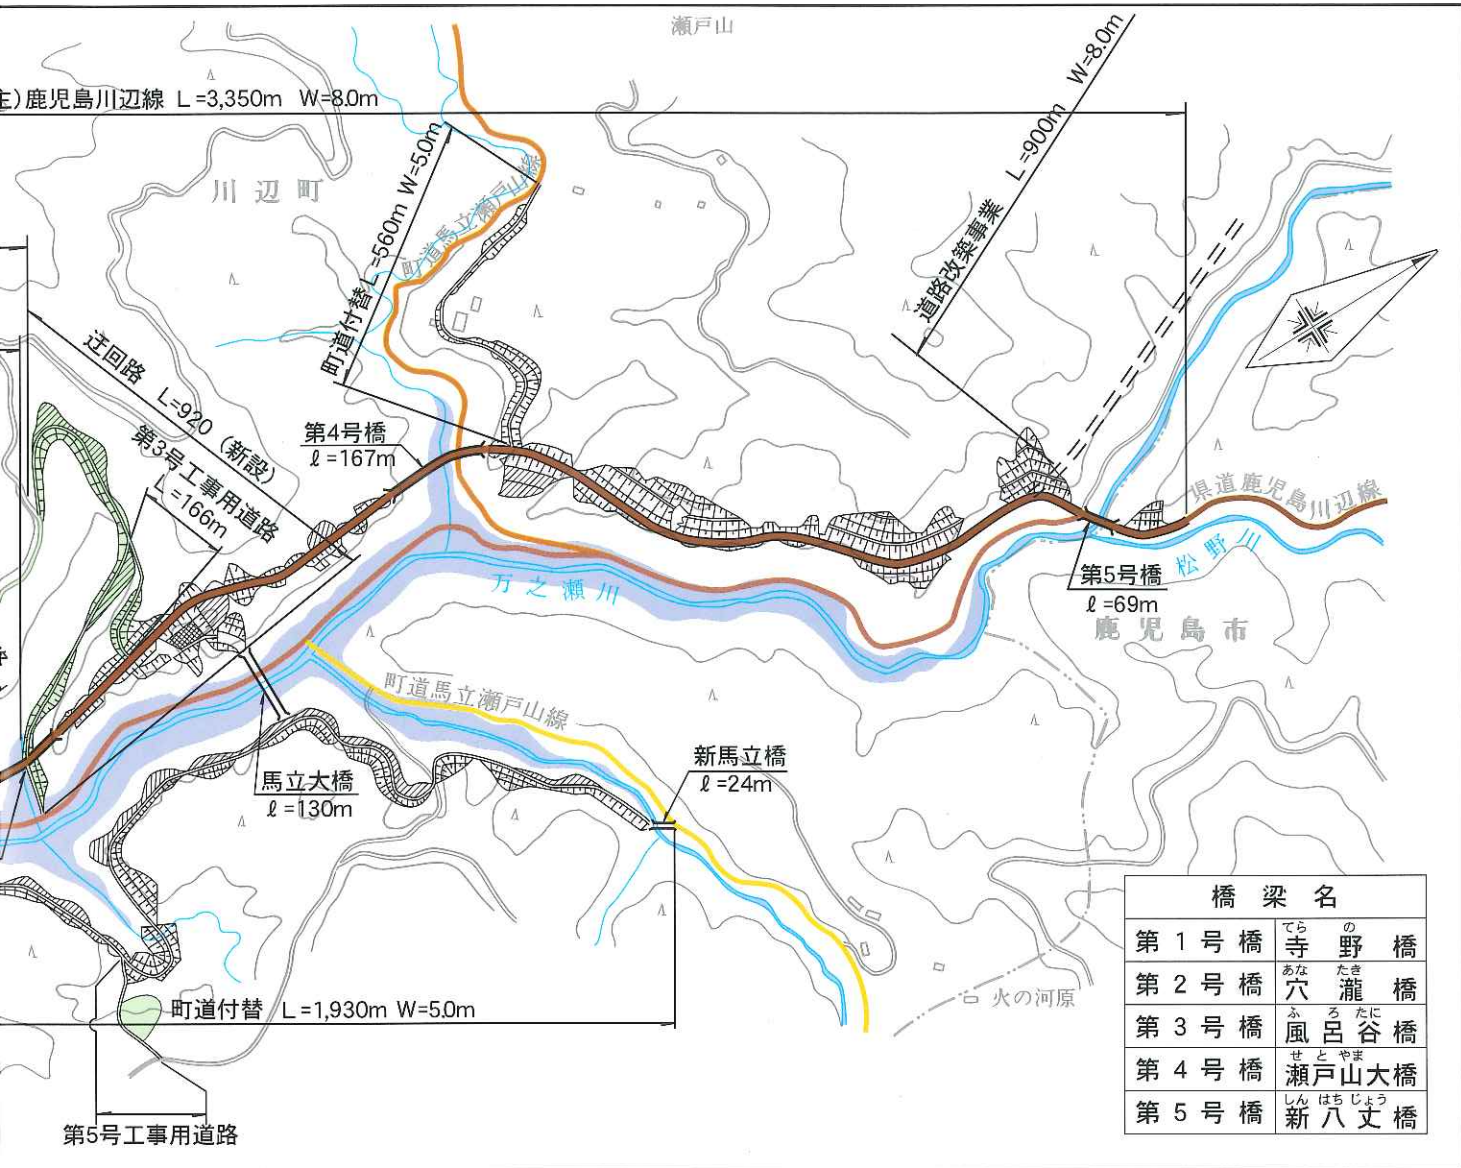 瀬戸山
主)鹿児島川辺線 L=3,350m W=8.0m
W=8.0m
L=900m
道路改築事業
川辺町
町道付替 L=560m W=5.0m
町道馬立瀬戸山線
迂回路 L=920 (新設)
第3号工事用道路
L=166m
第4号橋
ℓ=167m
県道鹿児島川辺線
万之瀬川
松野川
第5号橋
ℓ=69m
鹿児島市
町道馬立瀬戸山線
馬立大橋
ℓ=130m
新馬立橋
ℓ=24m
火の河原
町道付替 L=1,930m W=5.0m
第5号工事用道路
橋梁名
てら の
第1号橋 寺野橋
あな たき
第2号橋 穴瀧橋
ふ ろ たに
第3号橋 風呂谷橋
せ と やま
第4号橋 瀬戸山大橋
しん はち じょう
第5号橋 新八丈橋